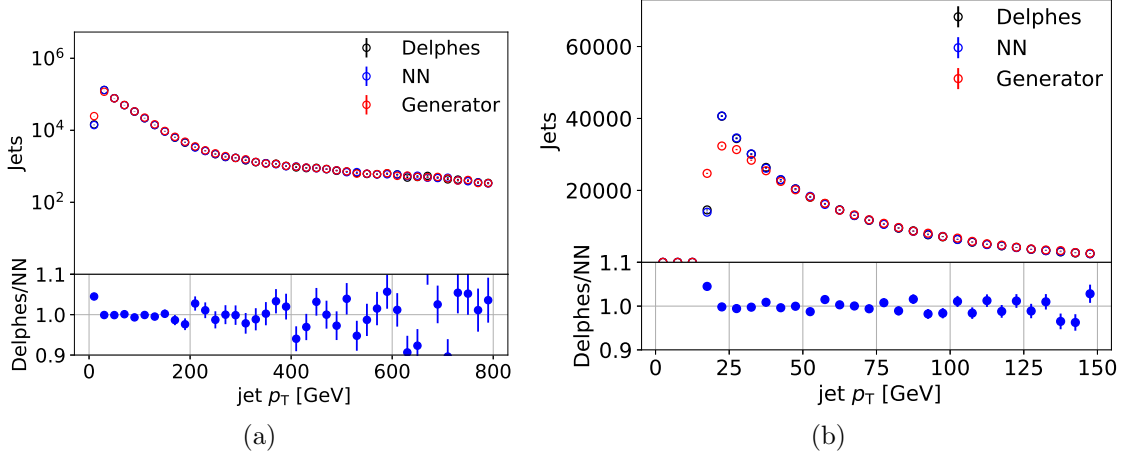 Delphes
NN
Generator
10^6
10^4
10^2
Jets
1.1
1.0
0.9
Delphes/NN
0 200 400 600 800
jet p_T [GeV]
(a)
Delphes
NN
Generator
60000
40000
20000
Jets
1.1
1.0
0.9
Delphes/NN
0 25 50 75 100 125 150
jet p_T [GeV]
(b)